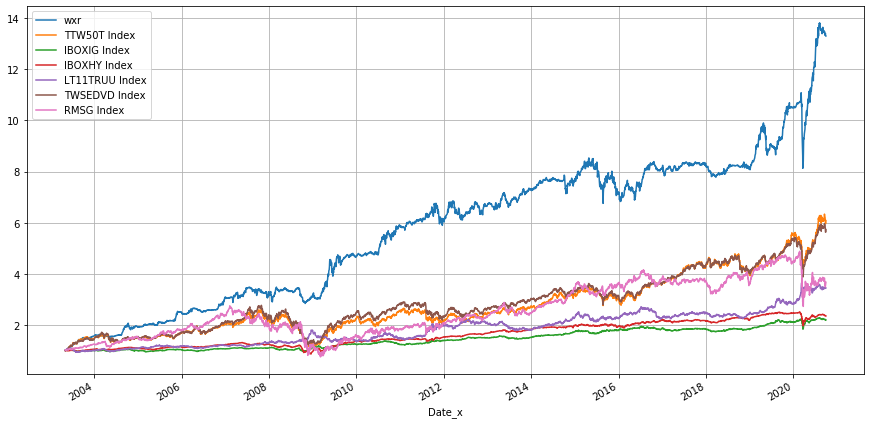 14
12
10
8
6
4
2
wxr
TTW50T Index
IBOXIG Index
IBOXHY Index
LT11TRUU Index
TWSEDVD Index
RMSG Index
2004
2006
2008
2010
2012
2014
2016
2018
2020
Date_x